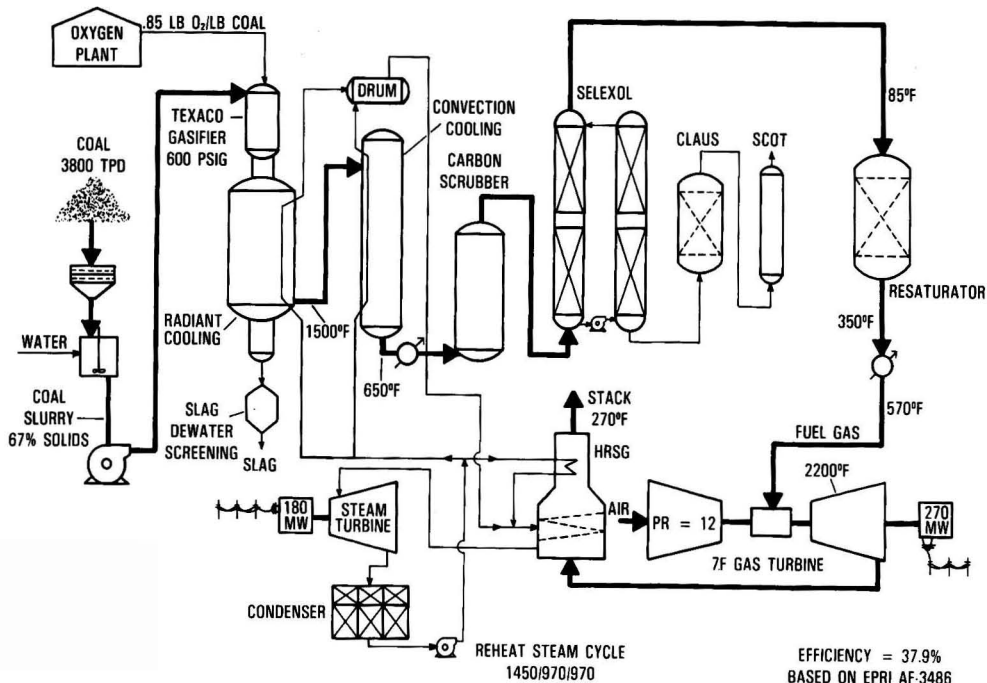 OXYGEN
PLANT
.85 LB O₂/LB COAL
TEXACO
GASIFIER
600 PSIG
COAL
3800 TPD
WATER
COAL
SLURRY
67% SOLIDS
RADIANT
COOLING
SLAG
DEWATER
SCREENING
SLAG
1500ºF
DRUM
CONVECTION
COOLING
CARBON
SCRUBBER
650ºF
SELEXOL
CLAUS
SCOT
85ºF
RESATURATOR
350ºF
570ºF
FUEL GAS
STACK
270ºF
HRSG
AIR
PR = 12
2200ºF
7F GAS TURBINE
270
MW
180
MW
STEAM
TURBINE
CONDENSER
REHEAT STEAM CYCLE
1450/970/970
EFFICIENCY = 37.9%
BASED ON EPRI AF-3486